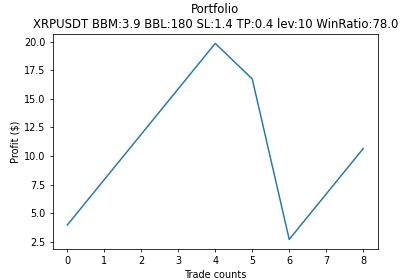 Portfolio
XRPUSDT BBM:3.9 BBL:180 SL:1.4 TP:0.4 lev:10 WinRatio:78.0
20.0
17.5
15.0
12.5
10.0
7.5
5.0
2.5
Profit ($)
0 1 2 3 4 5 6 7 8
Trade counts